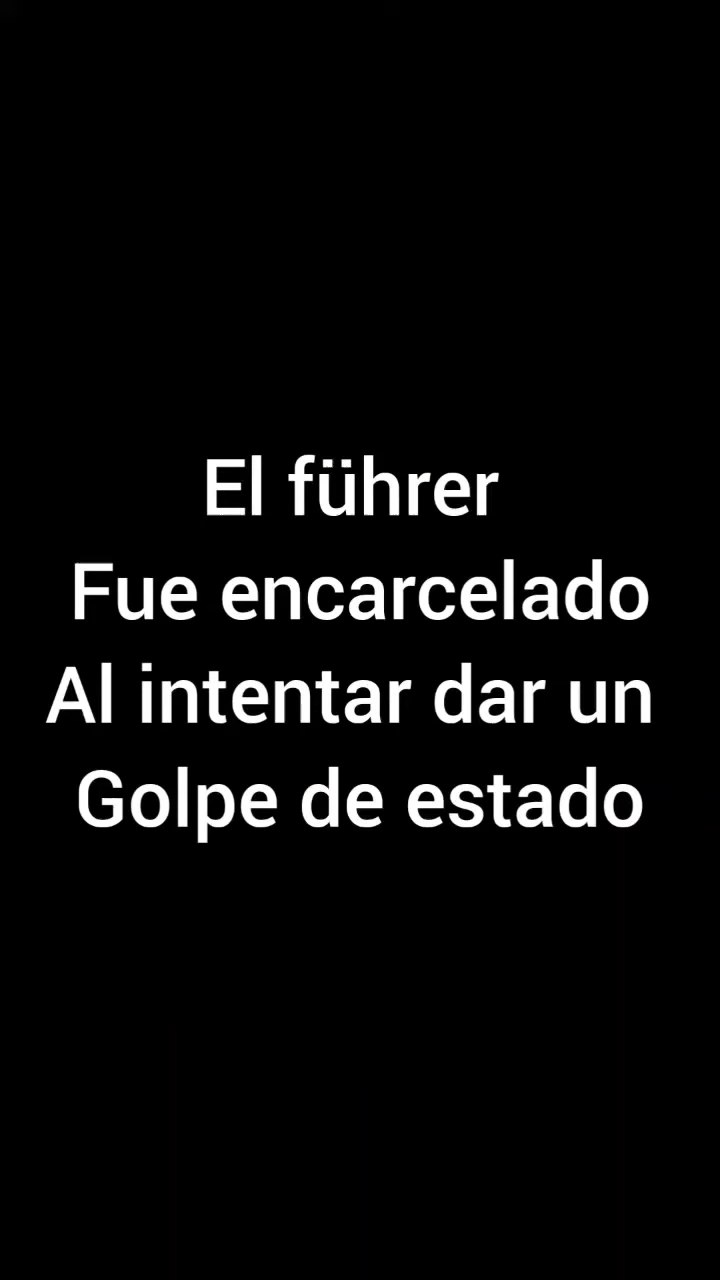 El führer
Fue encarcelado
Al intentar dar un
Golpe de estado